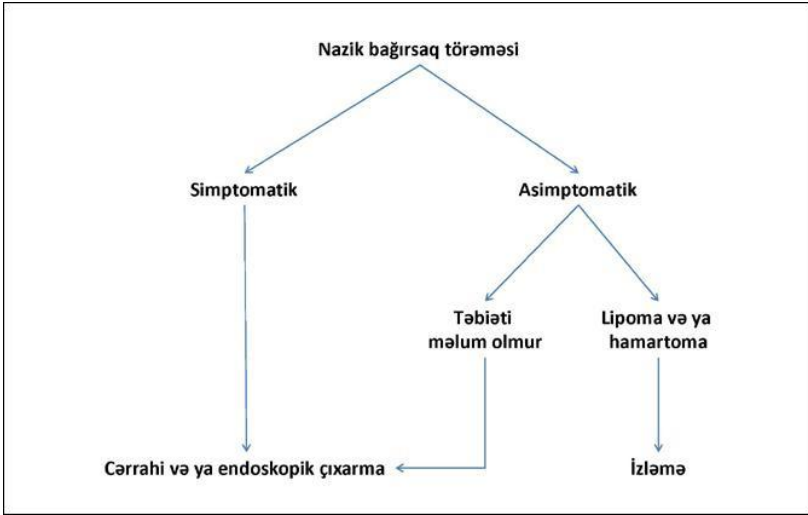 Nazik bağırsaq törəməsi
Simptomatik
Asimptomatik
Təbiəti
məlum olmur
Lipoma və ya
hamartoma
Cərrahi və ya endoskopik çıxarma
İzləmə